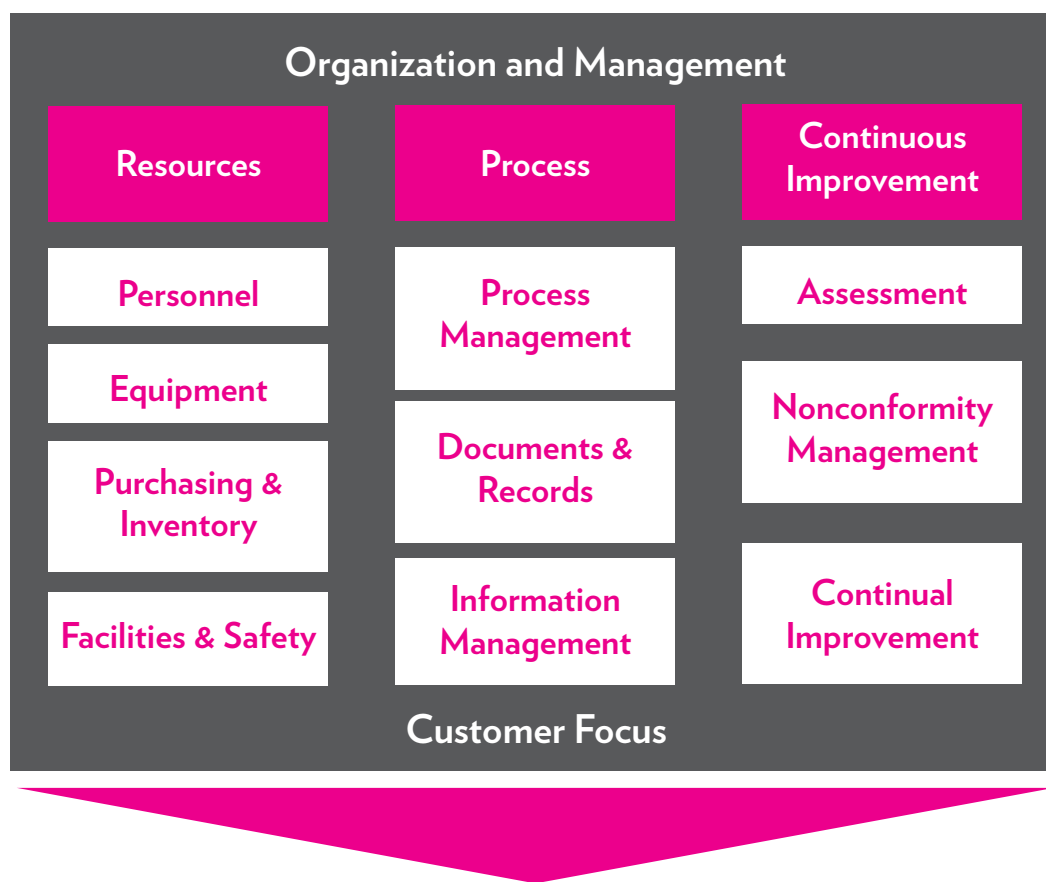 Organization and Management
Resources
Personnel
Equipment
Purchasing &
Inventory
Facilities & Safety
Process
Process
Management
Documents &
Records
Information
Management
Continuous
Improvement
Assessment
Nonconformity
Management
Continual
Improvement
Customer Focus